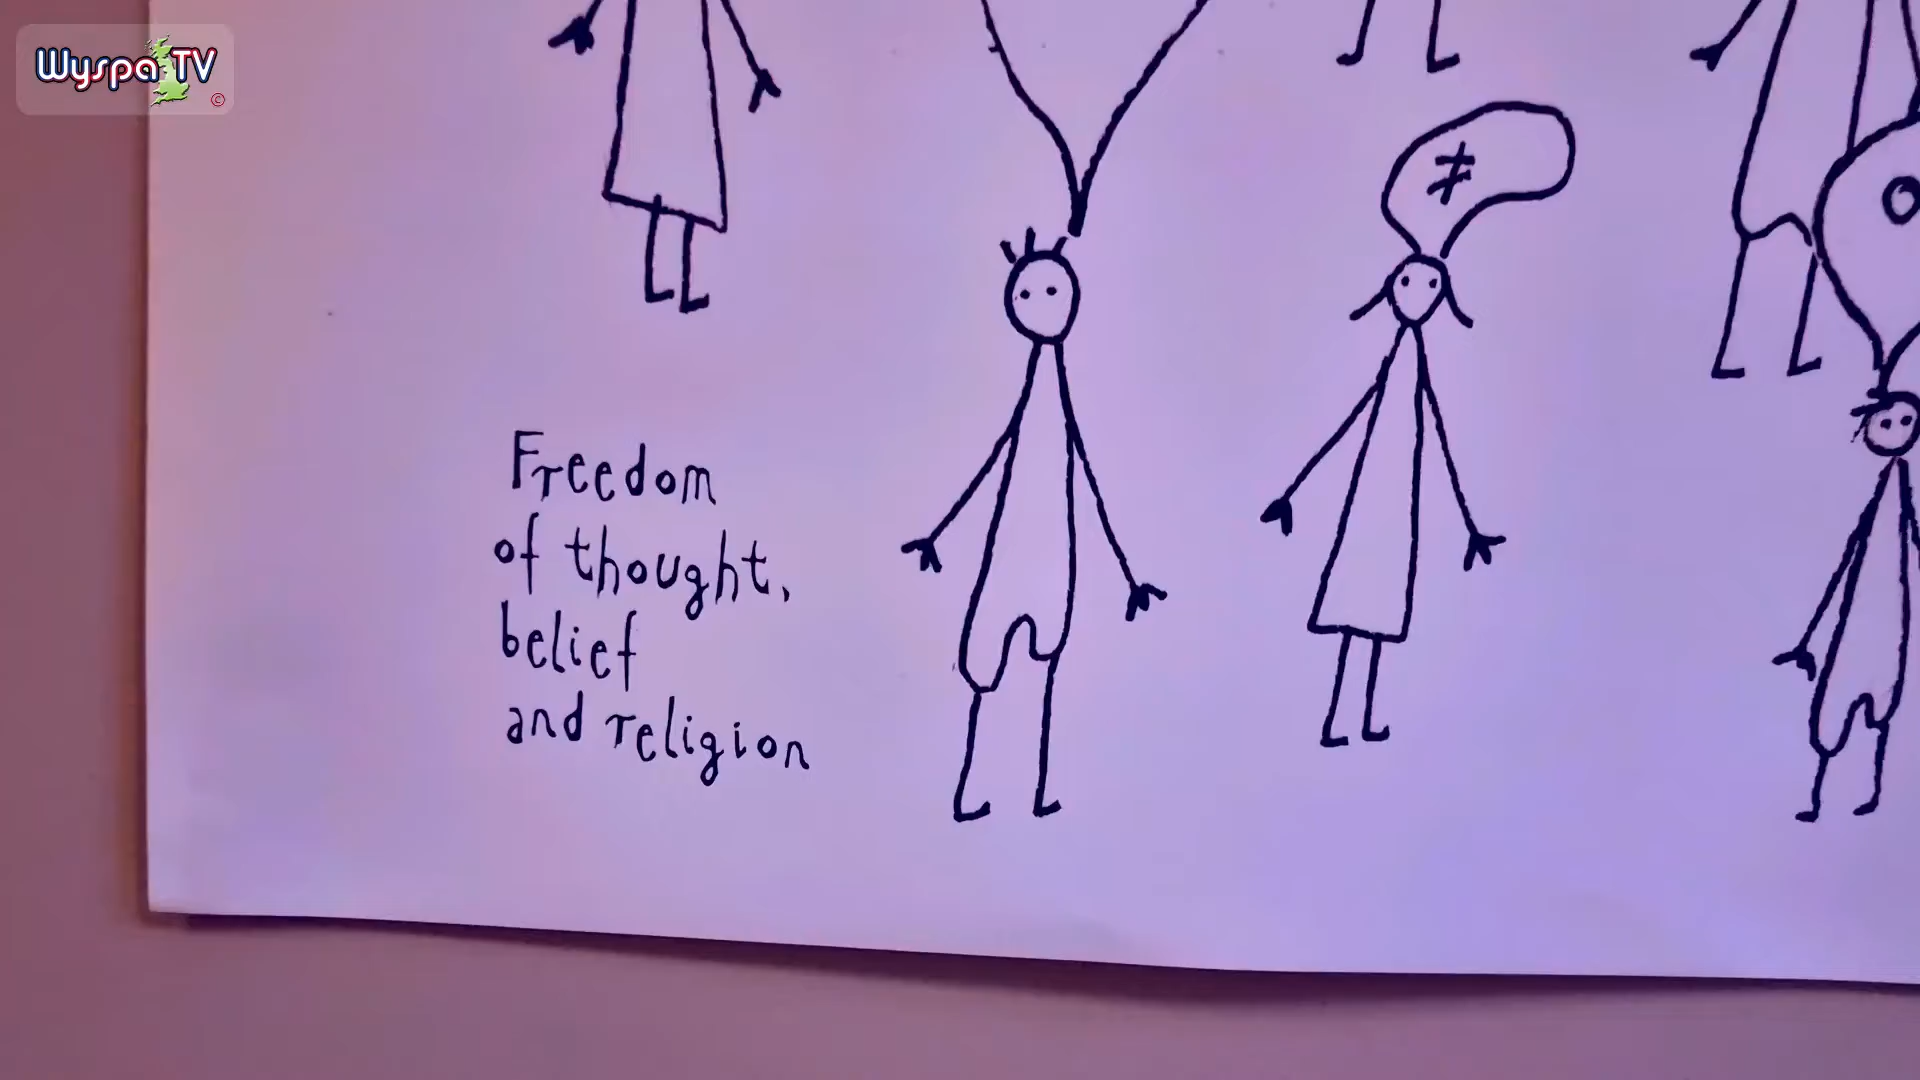 Wyspa TV
©
≠
Freedom
of thought,
belief
and religion